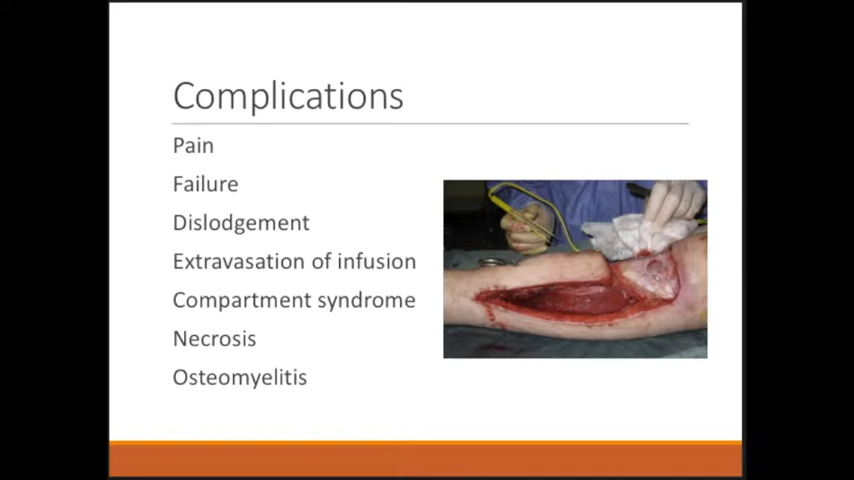 Complications
Pain
Failure
Dislodgement
Extravasation of infusion
Compartment syndrome
Necrosis
Osteomyelitis